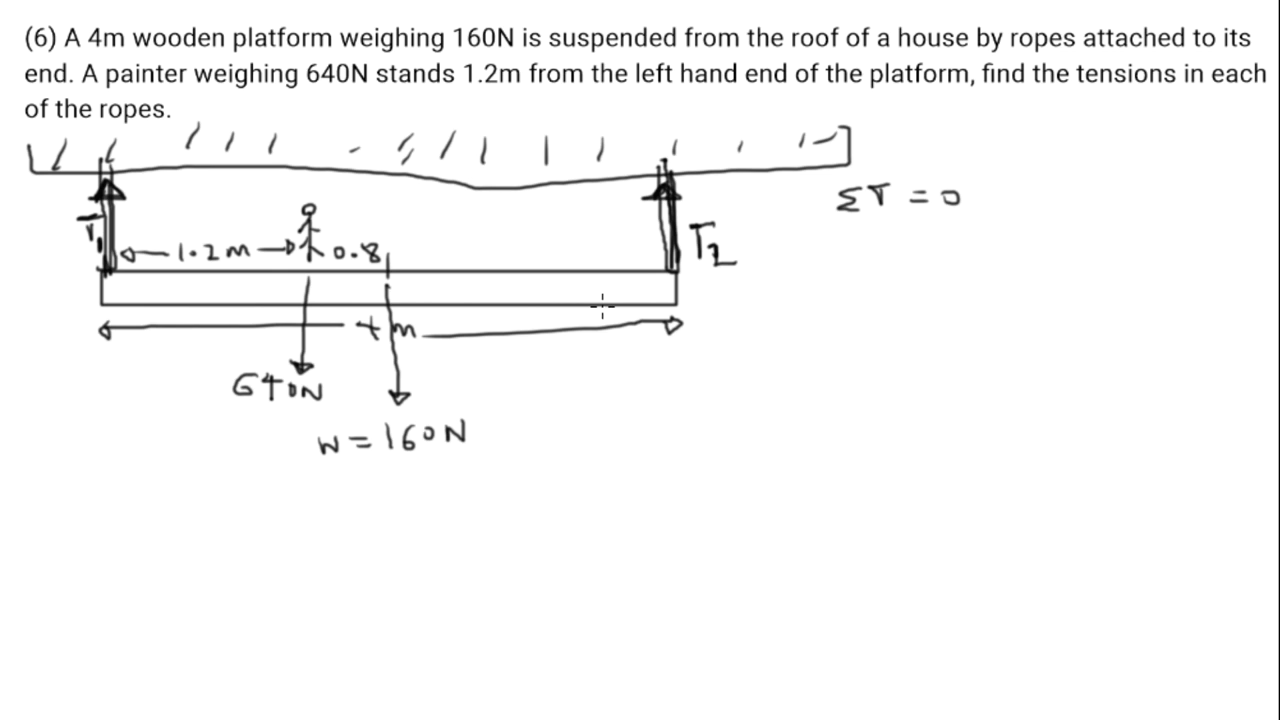 (6) A 4m wooden platform weighing 160N is suspended from the roof of a house by ropes attached to its
end. A painter weighing 640N stands 1.2m from the left hand end of the platform, find the tensions in each
of the ropes.
Στ = 0
T₁
1.2m
0.8
T₂
4m
640N
W = 160N